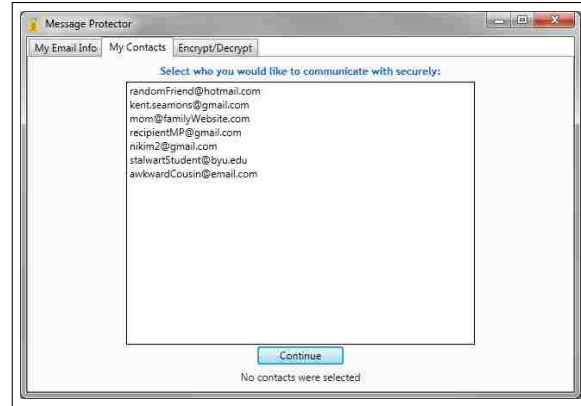 Message Protector
My Email Info My Contacts Encrypt/Decrypt
Select who you would like to communicate with securely:
randomFriend@hotmail.com
kent.seamons@gmail.com
mom@familyWebsite.com
recipientMP@gmail.com
nikim2@gmail.com
stalwartStudent@byu.edu
awkwardCousin@email.com
Continue
No contacts were selected